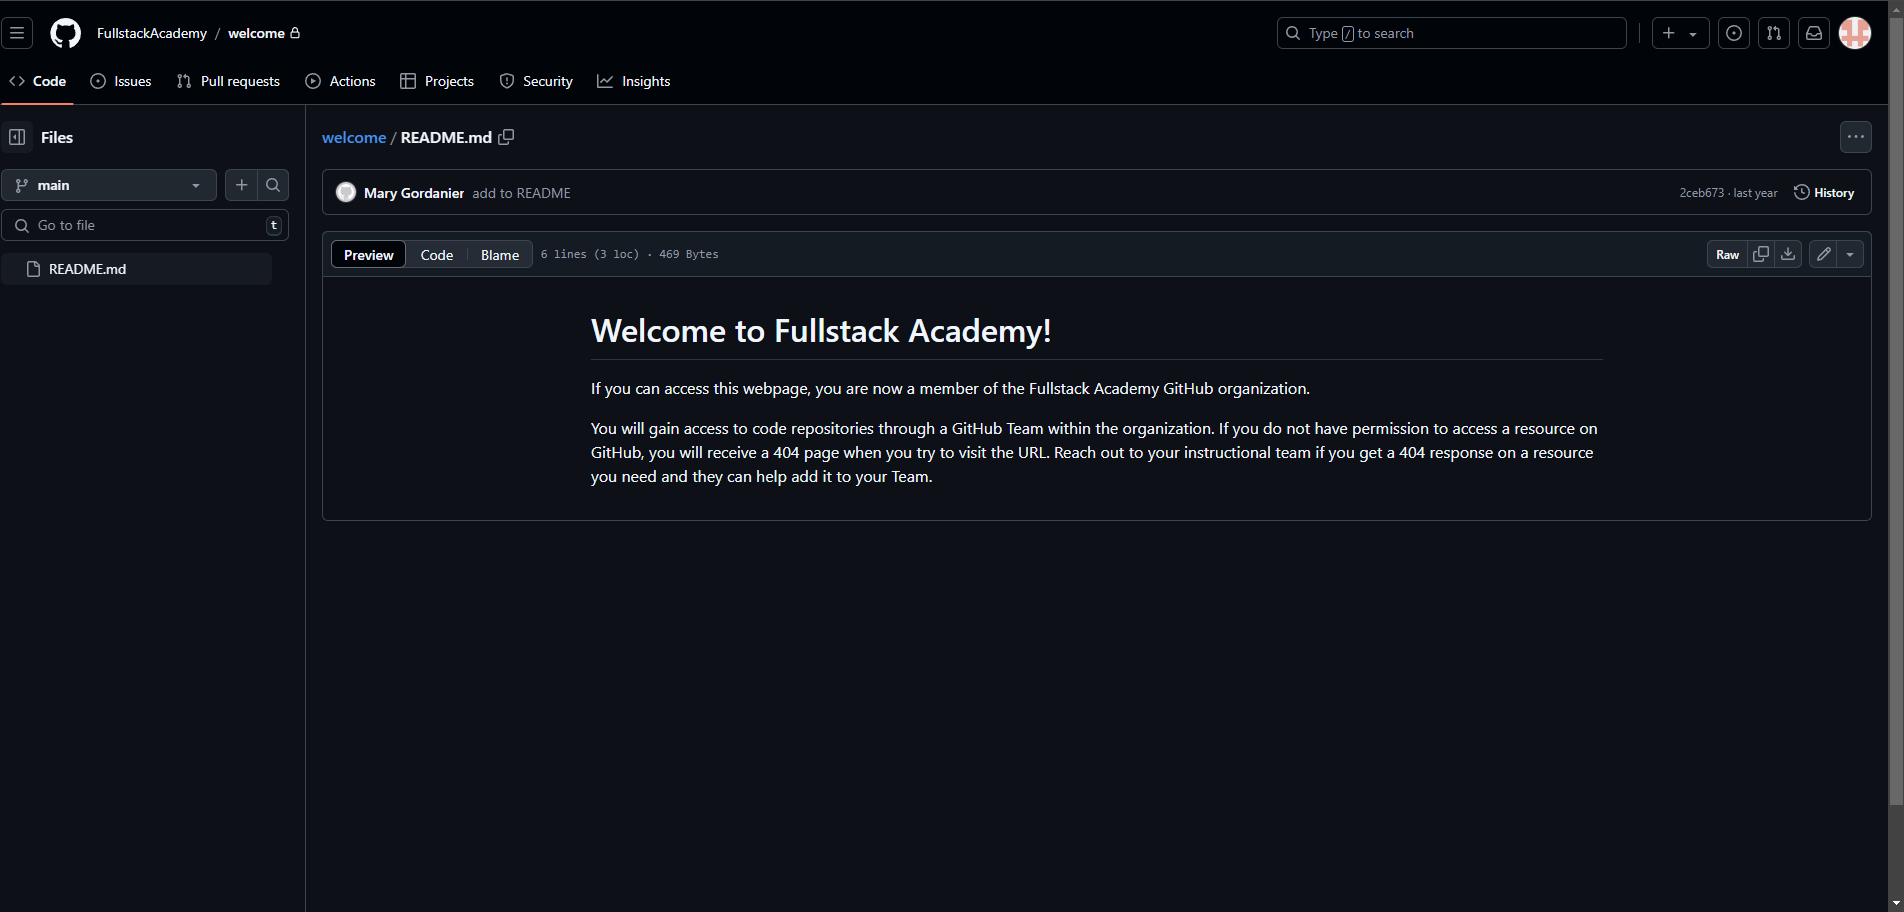 FullstackAcademy / welcome
Type / to search
Code
Issues
Pull requests
Actions
Projects
Security
Insights
Files
main
Go to file
t
README.md
welcome / README.md
Mary Gordanier add to README
2ceb673 · last year
History
Preview
Code
Blame
6 lines (3 loc) · 469 Bytes
Raw
Welcome to Fullstack Academy!
If you can access this webpage, you are now a member of the Fullstack Academy GitHub organization.
You will gain access to code repositories through a GitHub Team within the organization. If you do not have permission to access a resource on
GitHub, you will receive a 404 page when you try to visit the URL. Reach out to your instructional team if you get a 404 response on a resource
you need and they can help add it to your Team.